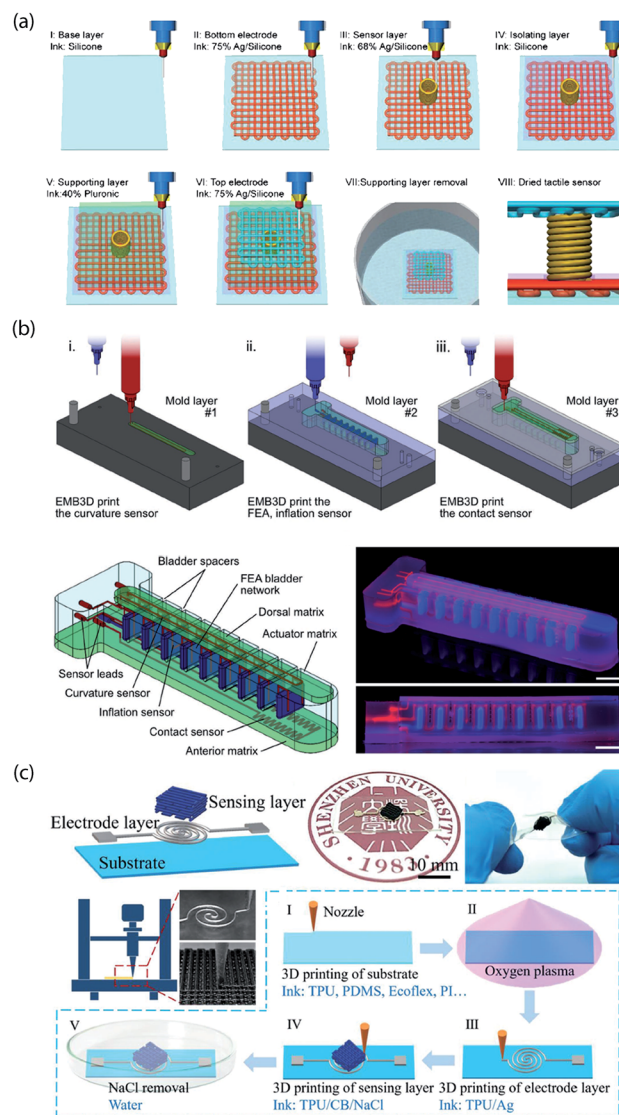 (a)
I: Base layer
Ink: Silicone
II: Bottom electrode
Ink: 75% Ag/Silicone
III: Sensor layer
Ink: 68% Ag/Silicone
IV: Isolating layer
Ink: Silicone
V: Supporting layer
Ink:40% Pluronic
VI: Top electrode
Ink: 75% Ag/Silicone
VII:Supporting layer removal
VIII: Dried tactile sensor
(b)
i.
Mold layer
#1
EMB3D print
the curvature sensor
ii.
Mold layer
#2
EMB3D print the
FEA, inflation sensor
iii.
Mold layer
#3
EMB3D print
the contact sensor
Bladder spacers
FEA bladder
network
Dorsal matrix
Actuator matrix
Sensor leads
Curvature sensor
Inflation sensor
Contact sensor
Anterior matrix
(c)
Sensing layer
Electrode layer
Substrate
SHENZHEN UNIVERSITY
1983
10 mm
I
Nozzle
3D printing of substrate
Ink: TPU, PDMS, Ecoflex, PI...
II
Oxygen plasma
V
NaCl removal
Water
IV
3D printing of sensing layer
Ink: TPU/CB/NaCl
III
3D printing of electrode layer
Ink: TPU/Ag